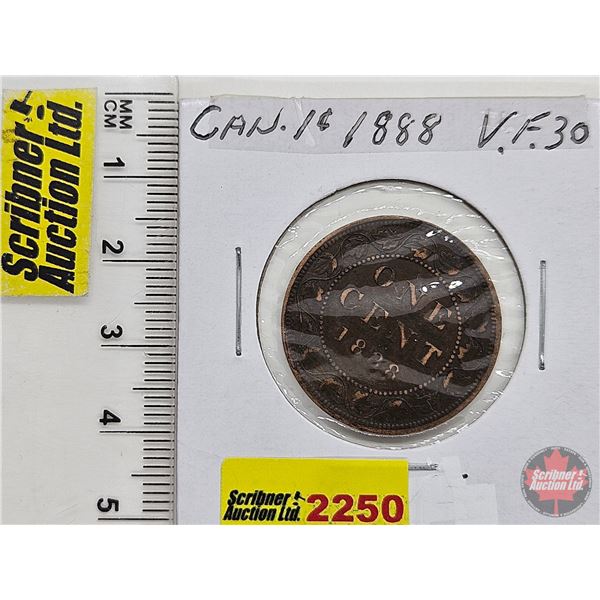 Scribner
Auction Ltd.
MM
CM
1
2
3
4
5
CAN. 1¢ 1888 V.F.30
ONE
CENT
1888
Scribner
Auction Ltd.
2250
Scribner
Auction Ltd.